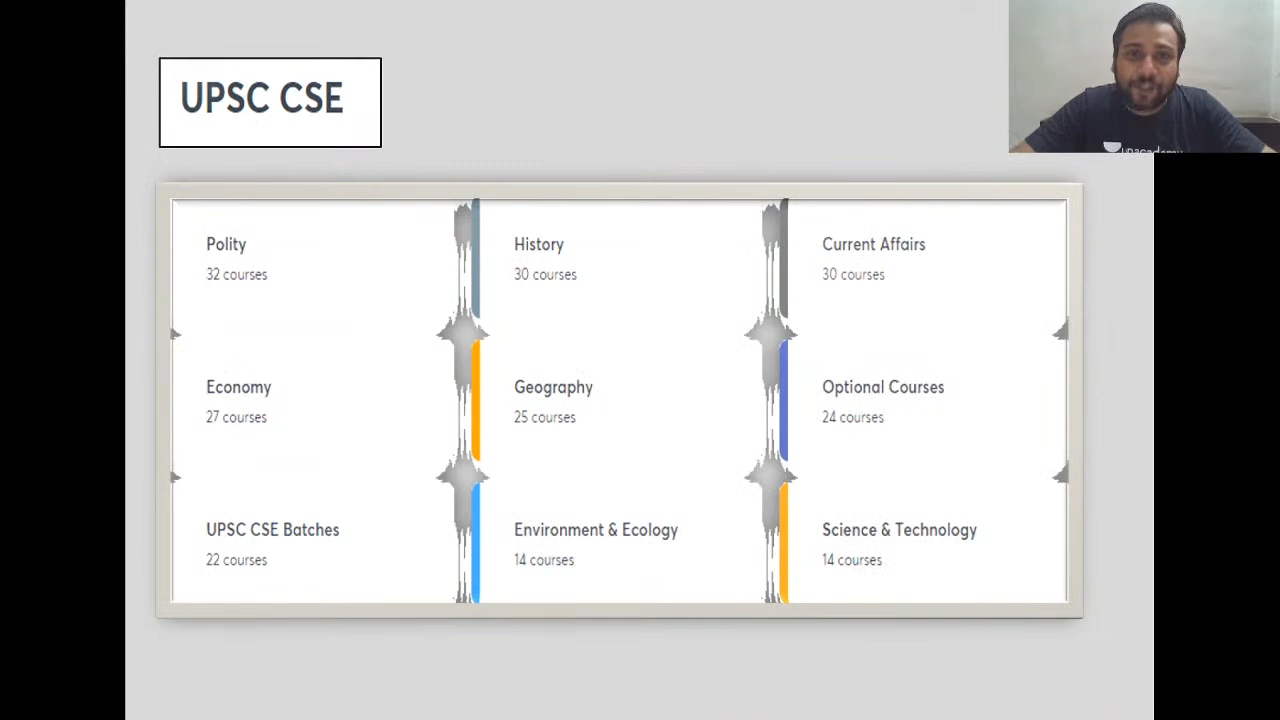 UPSC CSE
unacademy
Polity
32 courses
History
30 courses
Current Affairs
30 courses
Economy
27 courses
Geography
25 courses
Optional Courses
24 courses
UPSC CSE Batches
22 courses
Environment & Ecology
14 courses
Science & Technology
14 courses